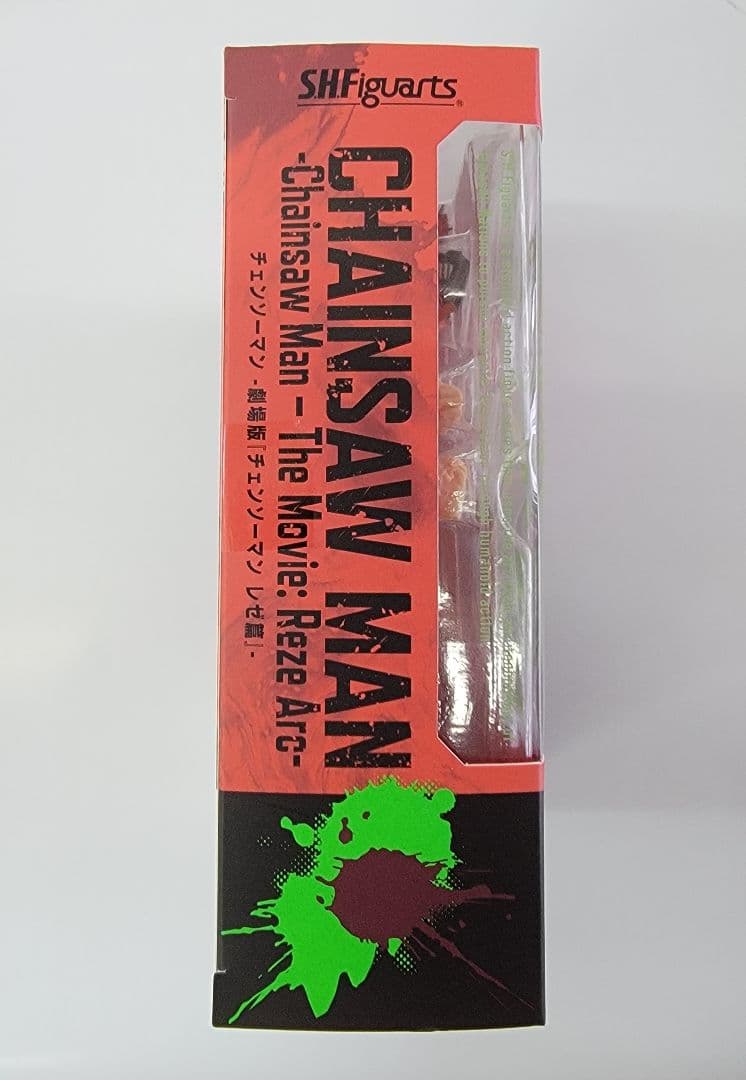 S.H.Figuarts®
CHAINSAW MAN
-Chainsaw Man – The Movie: Reze Arc-
チェンソーマン -劇場版『チェンソーマン レゼ篇』-